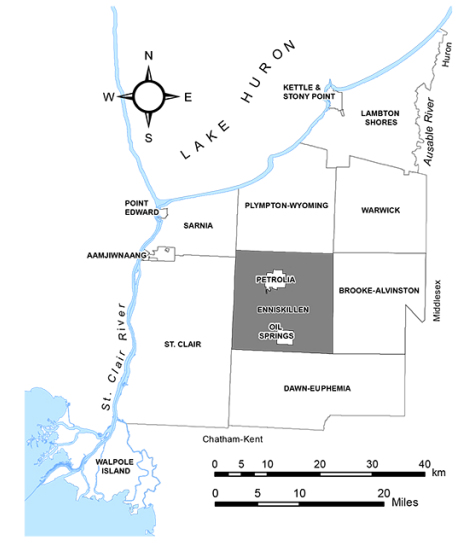 N
W
E
S
LAKE HURON
KETTLE &
STONY POINT
Huron
LAMBTON
SHORES
Ausable River
POINT
EDWARD
SARNIA
PLYMPTON-WYOMING
WARWICK
AAMJIWNAANG
PETROLIA
BROOKE-ALVINSTON
ENNISKILLEN
Middlesex
OIL
SPRINGS
ST. CLAIR
St. Clair River
DAWN-EUPHEMIA
Chatham-Kent
WALPOLE
ISLAND
0 5 10 20 30 40
km
0 5 10 20
Miles